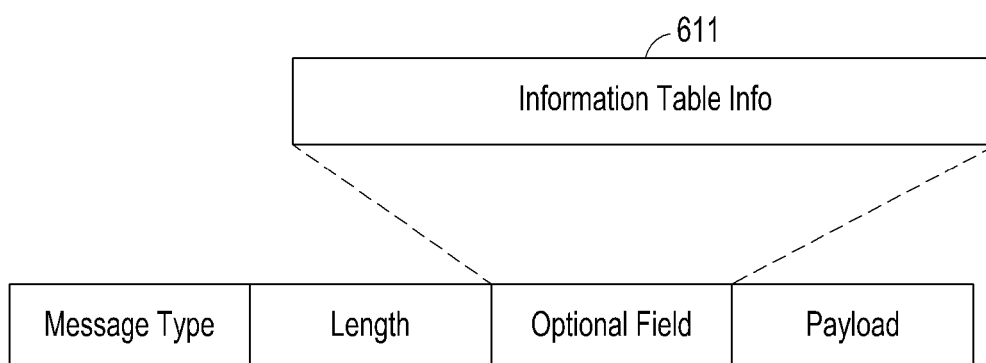 611
Information Table Info
Message Type Length Optional Field Payload